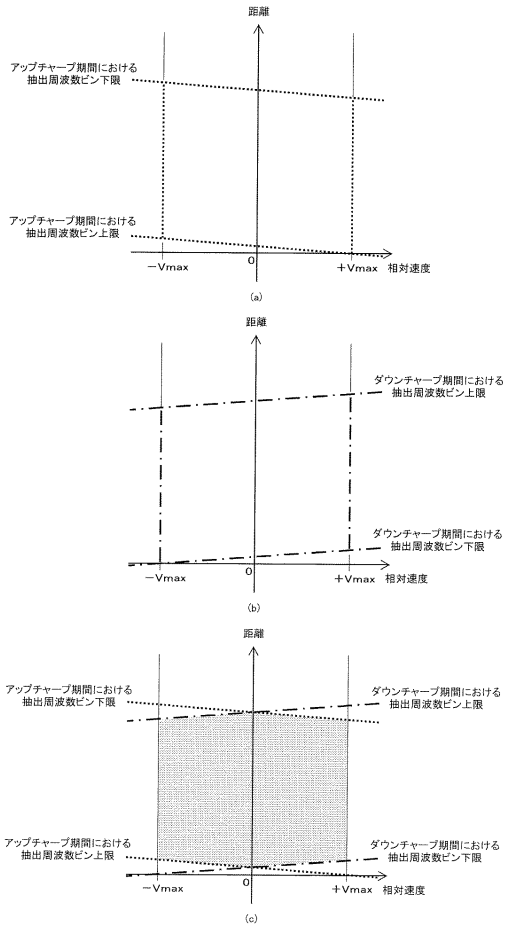 距離
アップチャープ期間における
抽出周波数ビン下限
アップチャープ期間における
抽出周波数ビン上限
0
−Vmax
+Vmax
相対速度
(a)
距離
ダウンチャープ期間における
抽出周波数ビン上限
ダウンチャープ期間における
抽出周波数ビン下限
0
−Vmax
+Vmax
相対速度
(b)
距離
アップチャープ期間における
抽出周波数ビン下限
ダウンチャープ期間における
抽出周波数ビン上限
アップチャープ期間における
抽出周波数ビン上限
ダウンチャープ期間における
抽出周波数ビン下限
0
−Vmax
+Vmax
相対速度
(c)